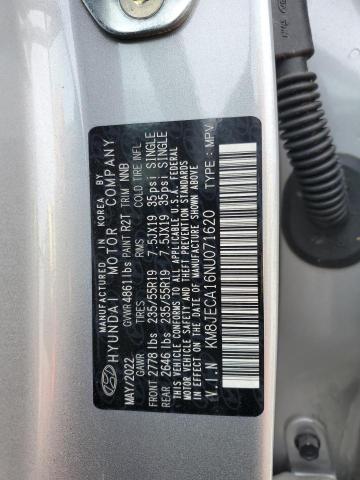 MANUFACTURED IN KOREA BY
HYUNDAI MOTOR COMPANY
MAY/2022 GVWR 4861 lbs PAINT R2T TRIM NNB
GAWR TIRES RIMS COLD TIRE INFL
FRONT 2778 lbs 235/55R19 7.5JX19 35psi SINGLE
REAR 2646 lbs 235/55R19 7.5JX19 35psi SINGLE
THIS VEHICLE CONFORMS TO ALL APPLICABLE U.S.A. FEDERAL
MOTOR VEHICLE SAFETY, BUMPER, AND THEFT PREVENTION
STANDARDS IN EFFECT ON THE DATE OF MANUFACTURE SHOWN ABOVE.
V.I.N : KM8JECA16NU071620 TYPE : MPV